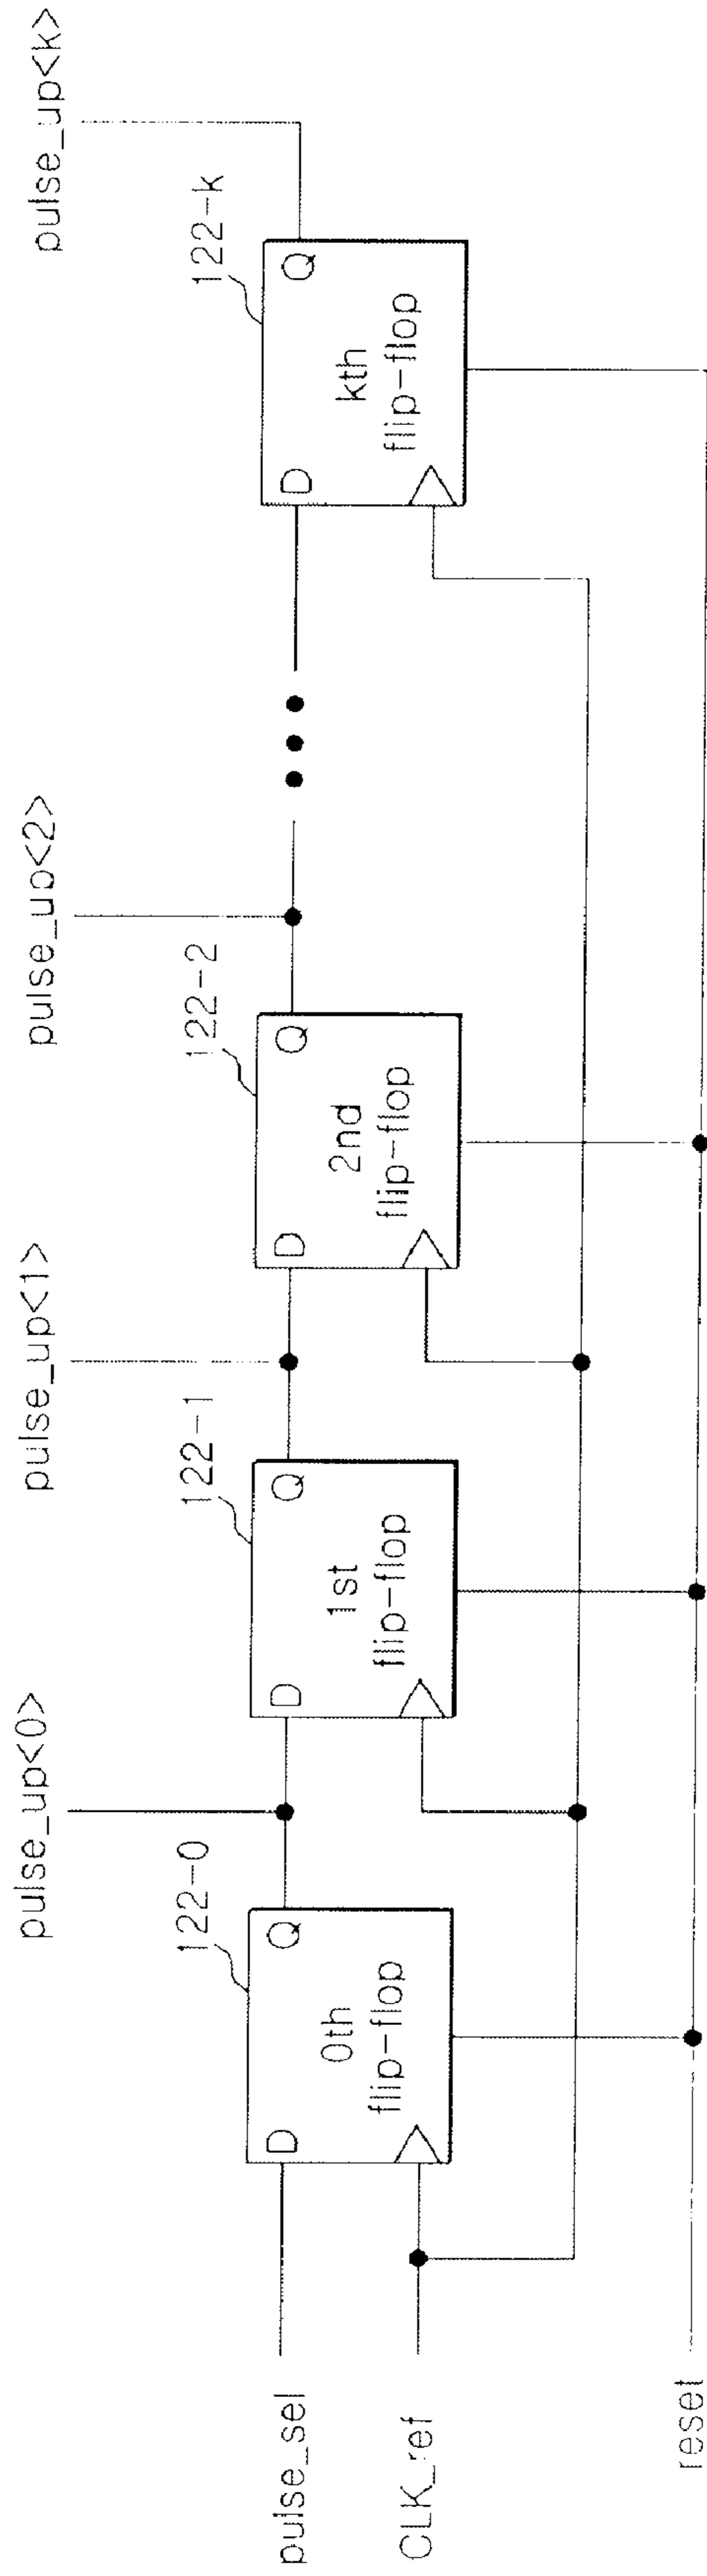 pulse_up<0>
pulse_up<1>
pulse_up<2>
pulse_up<k>
122-0
122-1
122-2
122-k
D
Q
0th
flip-flop
D
Q
1st
flip-flop
D
Q
2nd
flip-flop
D
Q
kth
flip-flop
pulse_sel
CLK_ref
reset